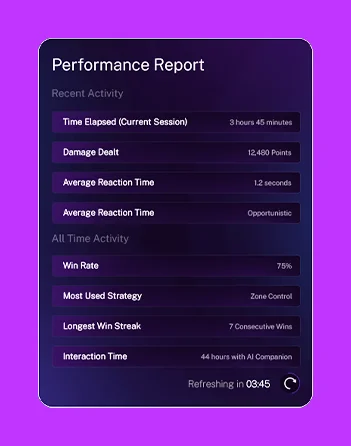 Performance Report
Recent Activity
Time Elapsed (Current Session) 3 hours 45 minutes
Damage Dealt 12,480 Points
Average Reaction Time 1.2 seconds
Average Reaction Time Opportunistic
All Time Activity
Win Rate 75%
Most Used Strategy Zone Control
Longest Win Streak 7 Consecutive Wins
Interaction Time 44 hours with AI Companion
Refreshing in 03:45